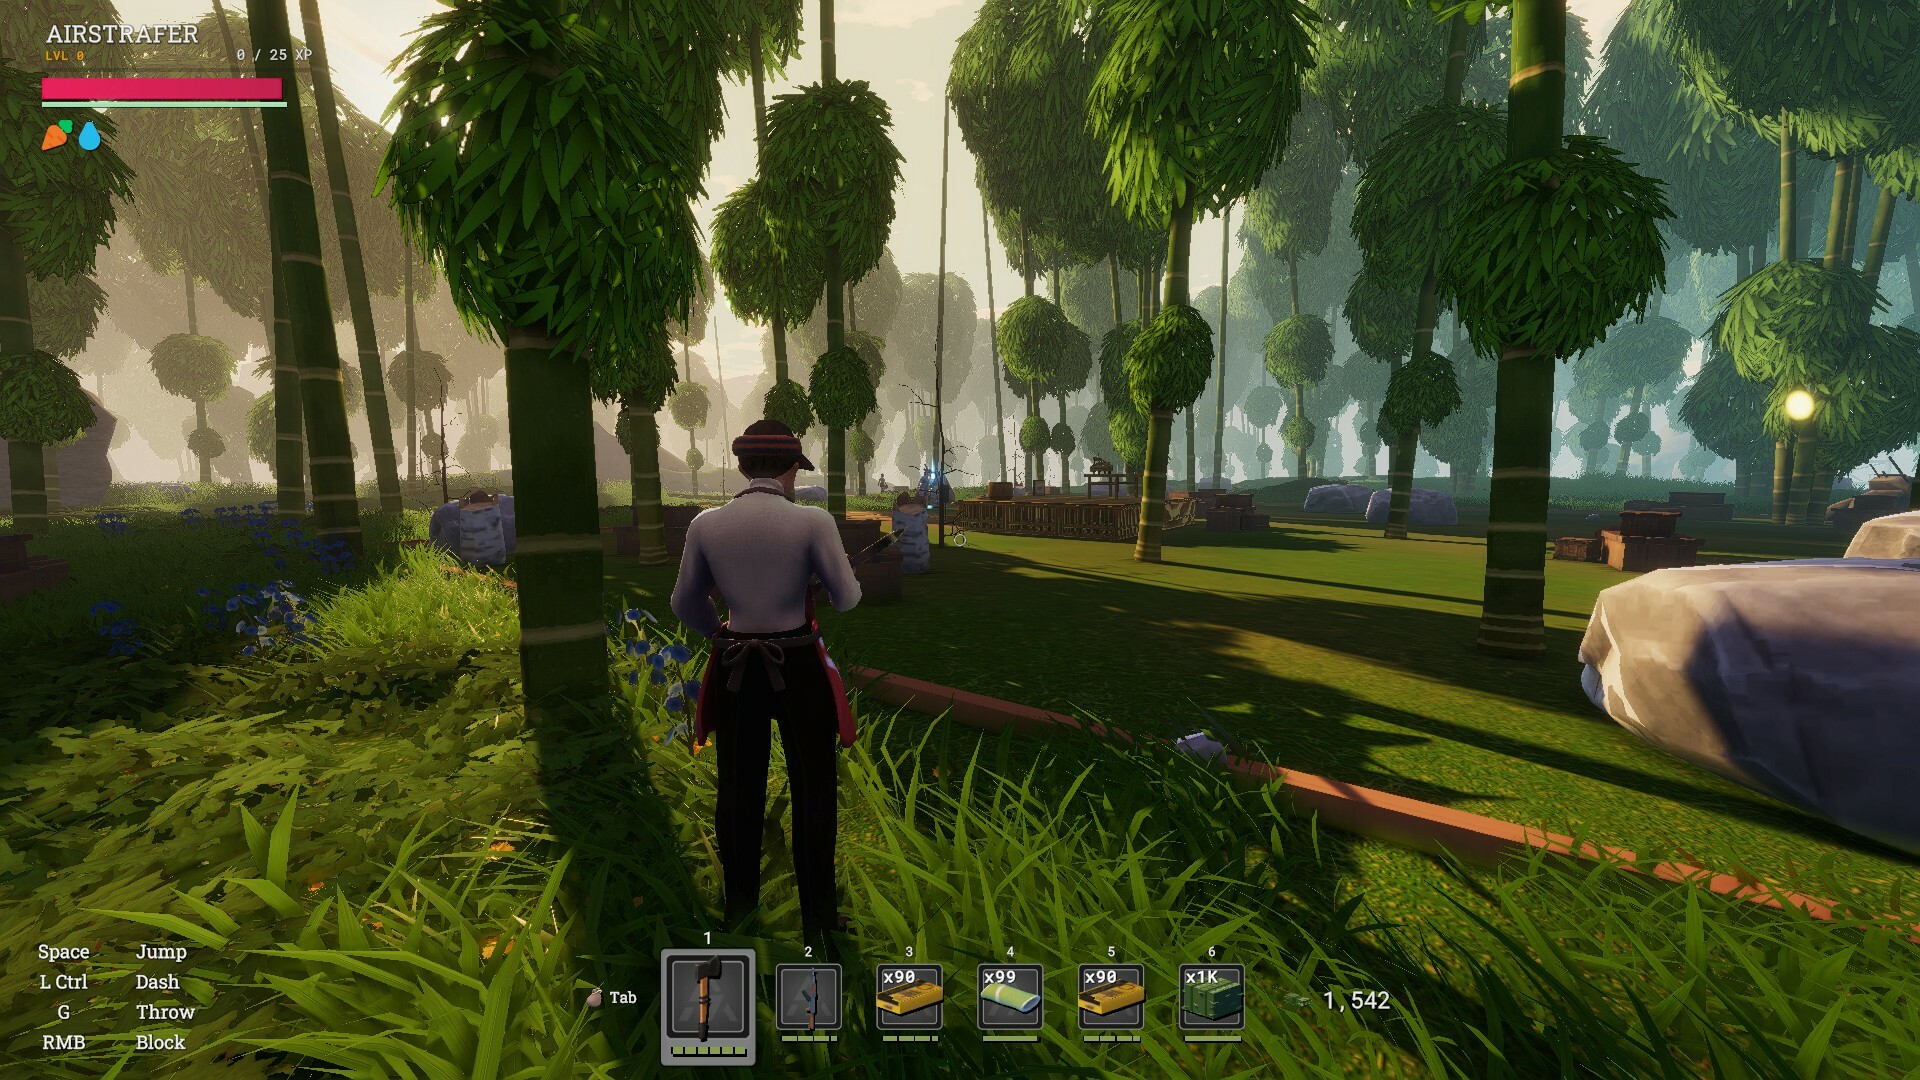 AIRSTRAFER
LVL 0
0 / 25 XP
Space Jump
L Ctrl Dash
G Throw
RMB Block
Tab
1
2
3
4
5
6
x90
x99
x90
x1K
1,542